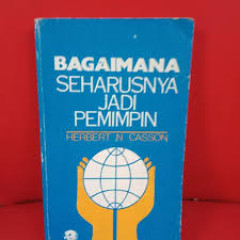 BAGAIMANA
SEHARUSNYA
JADI
PEMIMPIN
HERBERT N CASSON